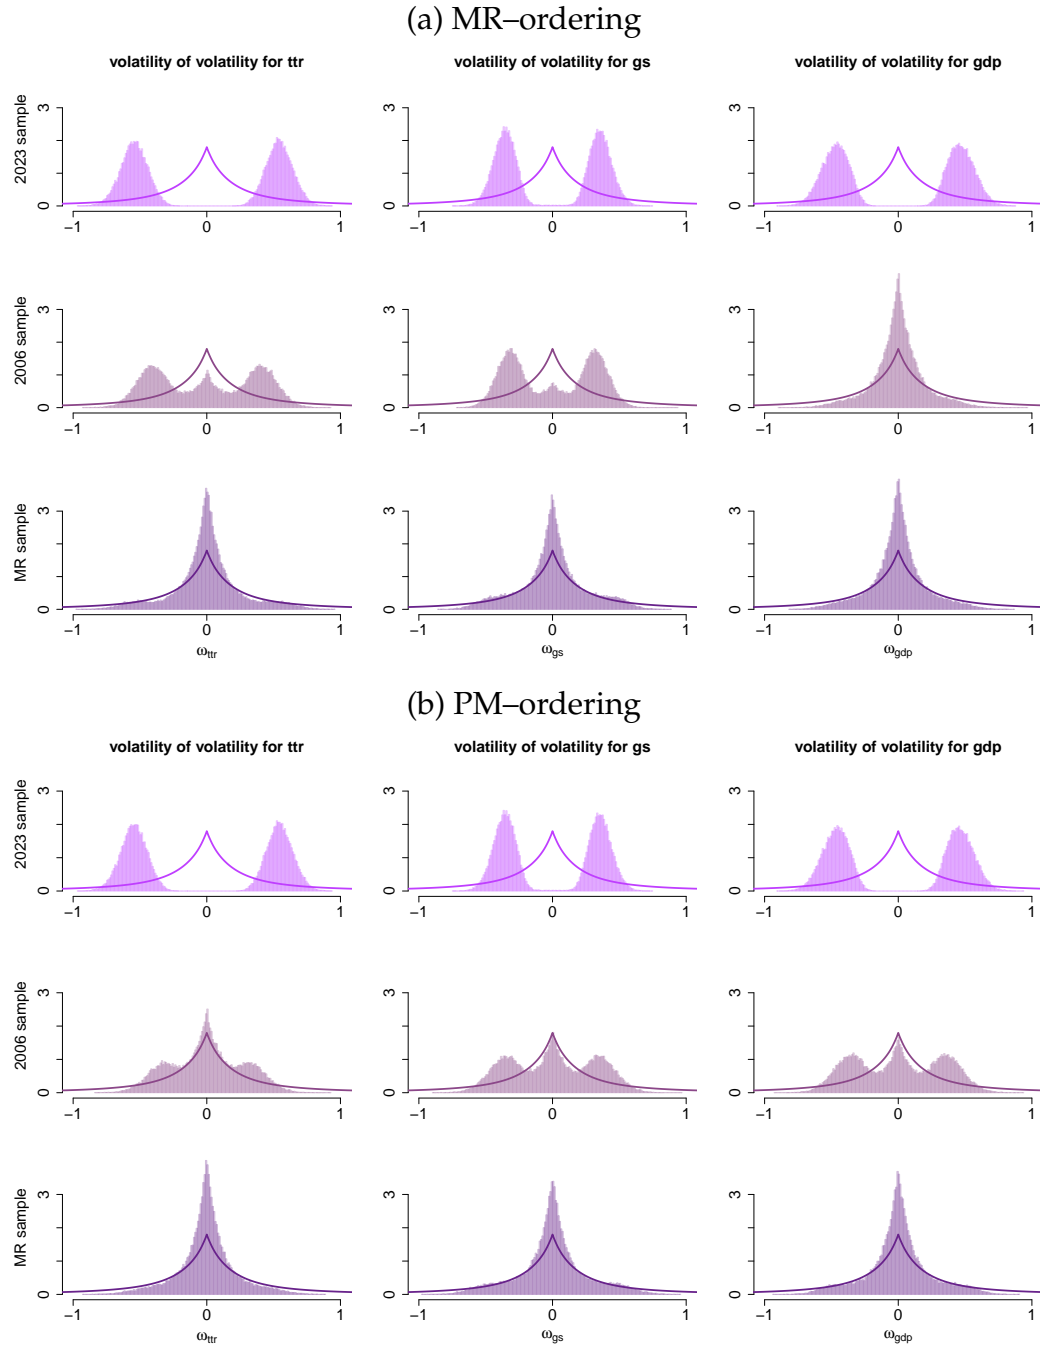 (a) MR–ordering
volatility of volatility for ttr
volatility of volatility for gs
volatility of volatility for gdp
2023 sample
3
0
−1 0 1
3
0
−1 0 1
3
0
−1 0 1
2006 sample
3
0
−1 0 1
3
0
−1 0 1
3
0
−1 0 1
MR sample
3
0
−1 0 1
ωttr
3
0
−1 0 1
ωgs
3
0
−1 0 1
ωgdp
(b) PM–ordering
volatility of volatility for ttr
volatility of volatility for gs
volatility of volatility for gdp
2023 sample
3
0
−1 0 1
3
0
−1 0 1
3
0
−1 0 1
2006 sample
3
0
−1 0 1
3
0
−1 0 1
3
0
−1 0 1
MR sample
3
0
−1 0 1
ωttr
3
0
−1 0 1
ωgs
3
0
−1 0 1
ωgdp